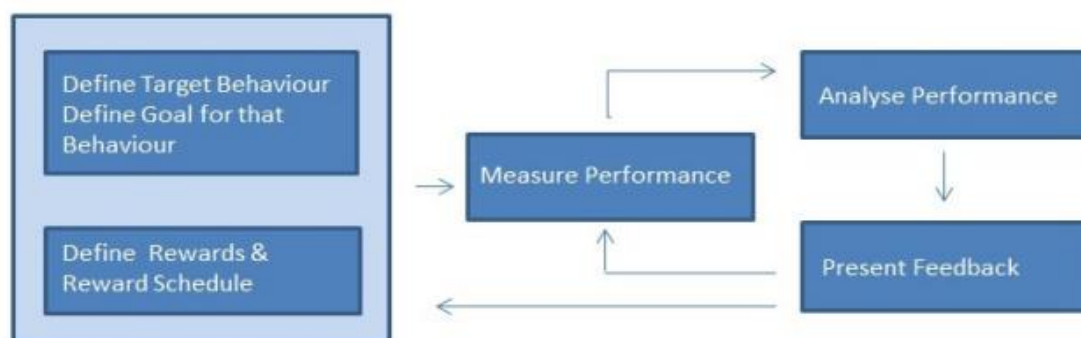 Define Target Behaviour
Define Goal for that
Behaviour
Define Rewards &
Reward Schedule
Measure Performance
Analyse Performance
Present Feedback